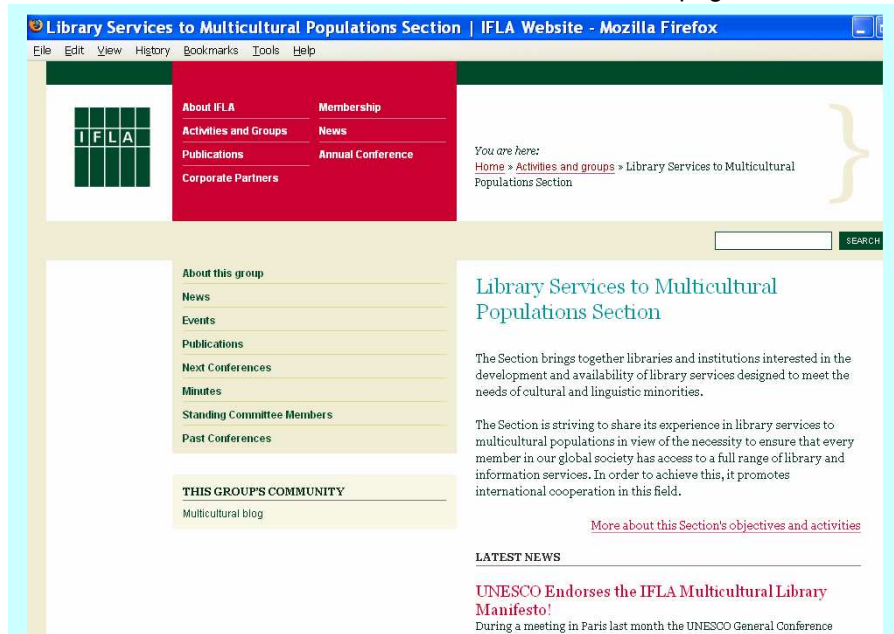 Library Services to Multicultural Populations Section | IFLA Website - Mozilla Firefox
File Edit View History Bookmarks Tools Help
IFLA
About IFLA
Activities and Groups
Publications
Corporate Partners
Membership
News
Annual Conference
You are here:
Home » Activities and groups » Library Services to Multicultural
Populations Section
SEARCH
About this group
News
Events
Publications
Next Conferences
Minutes
Standing Committee Members
Past Conferences
THIS GROUP'S COMMUNITY
Multicultural blog
Library Services to Multicultural
Populations Section
The Section brings together libraries and institutions interested in the
development and availability of library services designed to meet the
needs of cultural and linguistic minorities.
The Section is striving to share its experience in library services to
multicultural populations in view of the necessity to ensure that every
member in our global society has access to a full range of library and
information services. In order to achieve this, it promotes
international cooperation in this field.
More about this Section's objectives and activities
LATEST NEWS
UNESCO Endorses the IFLA Multicultural Library
Manifesto!
During a meeting in Paris last month the UNESCO General Conference